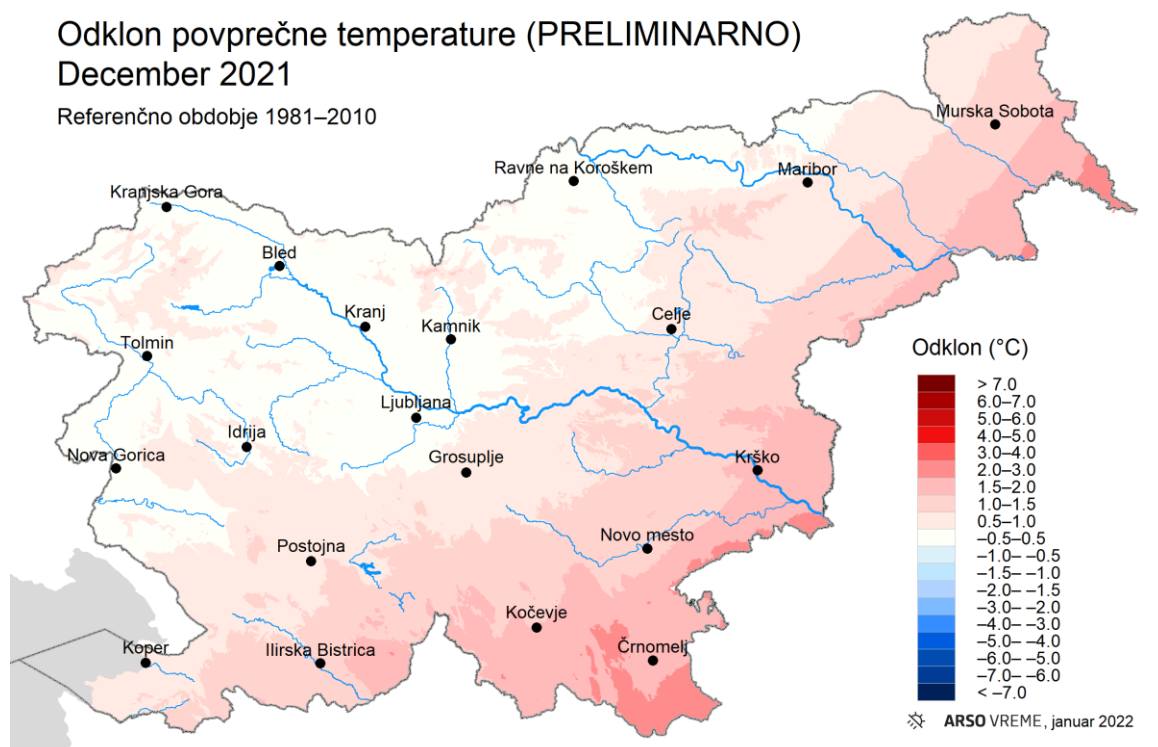 Odklon povprečne temperature (PRELIMINARNO)
December 2021
Referenčno obdobje 1981–2010
Murska Sobota
Ravne na Koroškem
Maribor
Kranjska Gora
Bled
Kranj
Kamnik
Celje
Tolmin
Ljubljana
Idrija
Nova Gorica
Grosuplje
Krško
Postojna
Novo mesto
Kočevje
Koper
Ilirska Bistrica
Črnomelj
Odklon (°C)
> 7.0
6.0–7.0
5.0–6.0
4.0–5.0
3.0–4.0
2.0–3.0
1.5–2.0
1.0–1.5
0.5–1.0
–0.5–0.5
–1.0– –0.5
–1.5– –1.0
–2.0– –1.5
–3.0– –2.0
–4.0– –3.0
–5.0– –4.0
–6.0– –5.0
–7.0– –6.0
< –7.0
ARSO VREME, januar 2022